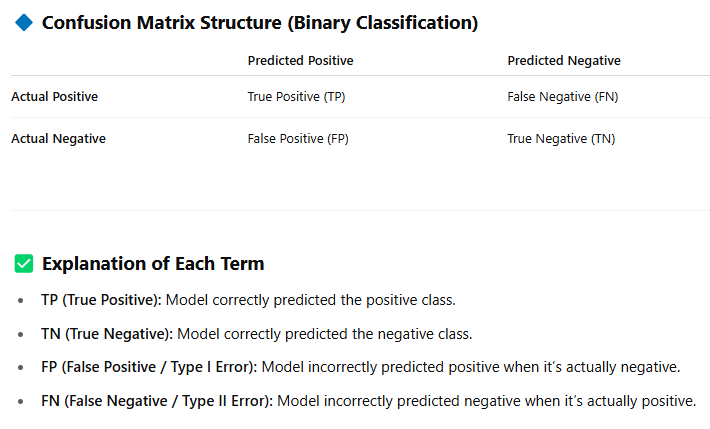 Confusion Matrix Structure (Binary Classification)
Predicted Positive Predicted Negative
Actual Positive True Positive (TP) False Negative (FN)
Actual Negative False Positive (FP) True Negative (TN)
Explanation of Each Term
TP (True Positive): Model correctly predicted the positive class.
TN (True Negative): Model correctly predicted the negative class.
FP (False Positive / Type I Error): Model incorrectly predicted positive when it’s actually negative.
FN (False Negative / Type II Error): Model incorrectly predicted negative when it’s actually positive.